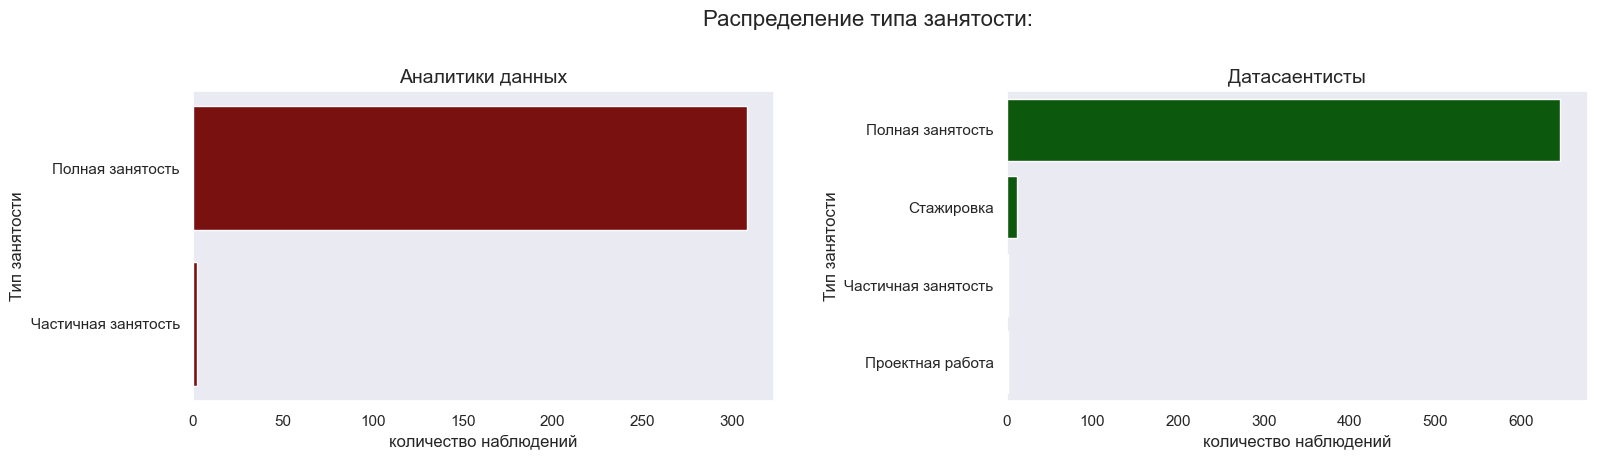 Распределение типа занятости:
Аналитики данных
Тип занятости
Полная занятость
Частичная занятость
0 50 100 150 200 250 300
количество наблюдений
Датасаентисты
Тип занятости
Полная занятость
Стажировка
Частичная занятость
Проектная работа
0 100 200 300 400 500 600
количество наблюдений